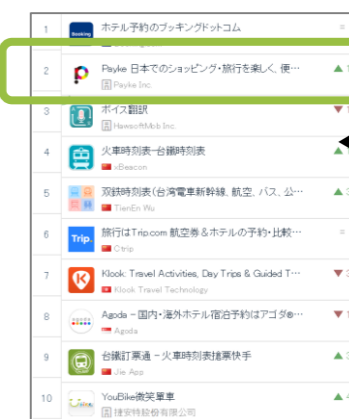 1
ホテル予約のブッキングドットコム
2
Payke 日本でのショッピング・旅行を楽しく、便…
Payke Inc.
3
ボイス翻訳
HawsoftMob Inc.
4
火車時刻表-台鐵時刻表
xBeacon
5
双鉄時刻表(台湾電車新幹線, 航空, バス, 公…
TienEn Wu
6
Trip.
旅行はTrip.com 航空券&ホテルの予約・比較…
Ctrip
7
Klook: Travel Activities, Day Trips & Guided T…
Klook Travel Technology
8
agoda
Agoda – 国内・海外ホテル宿泊予約はアゴダ®…
Agoda
9
台鐵訂票通 – 火車時刻表搶票快手
Jie App
10
YouBike微笑單車
捷安特股份有限公司